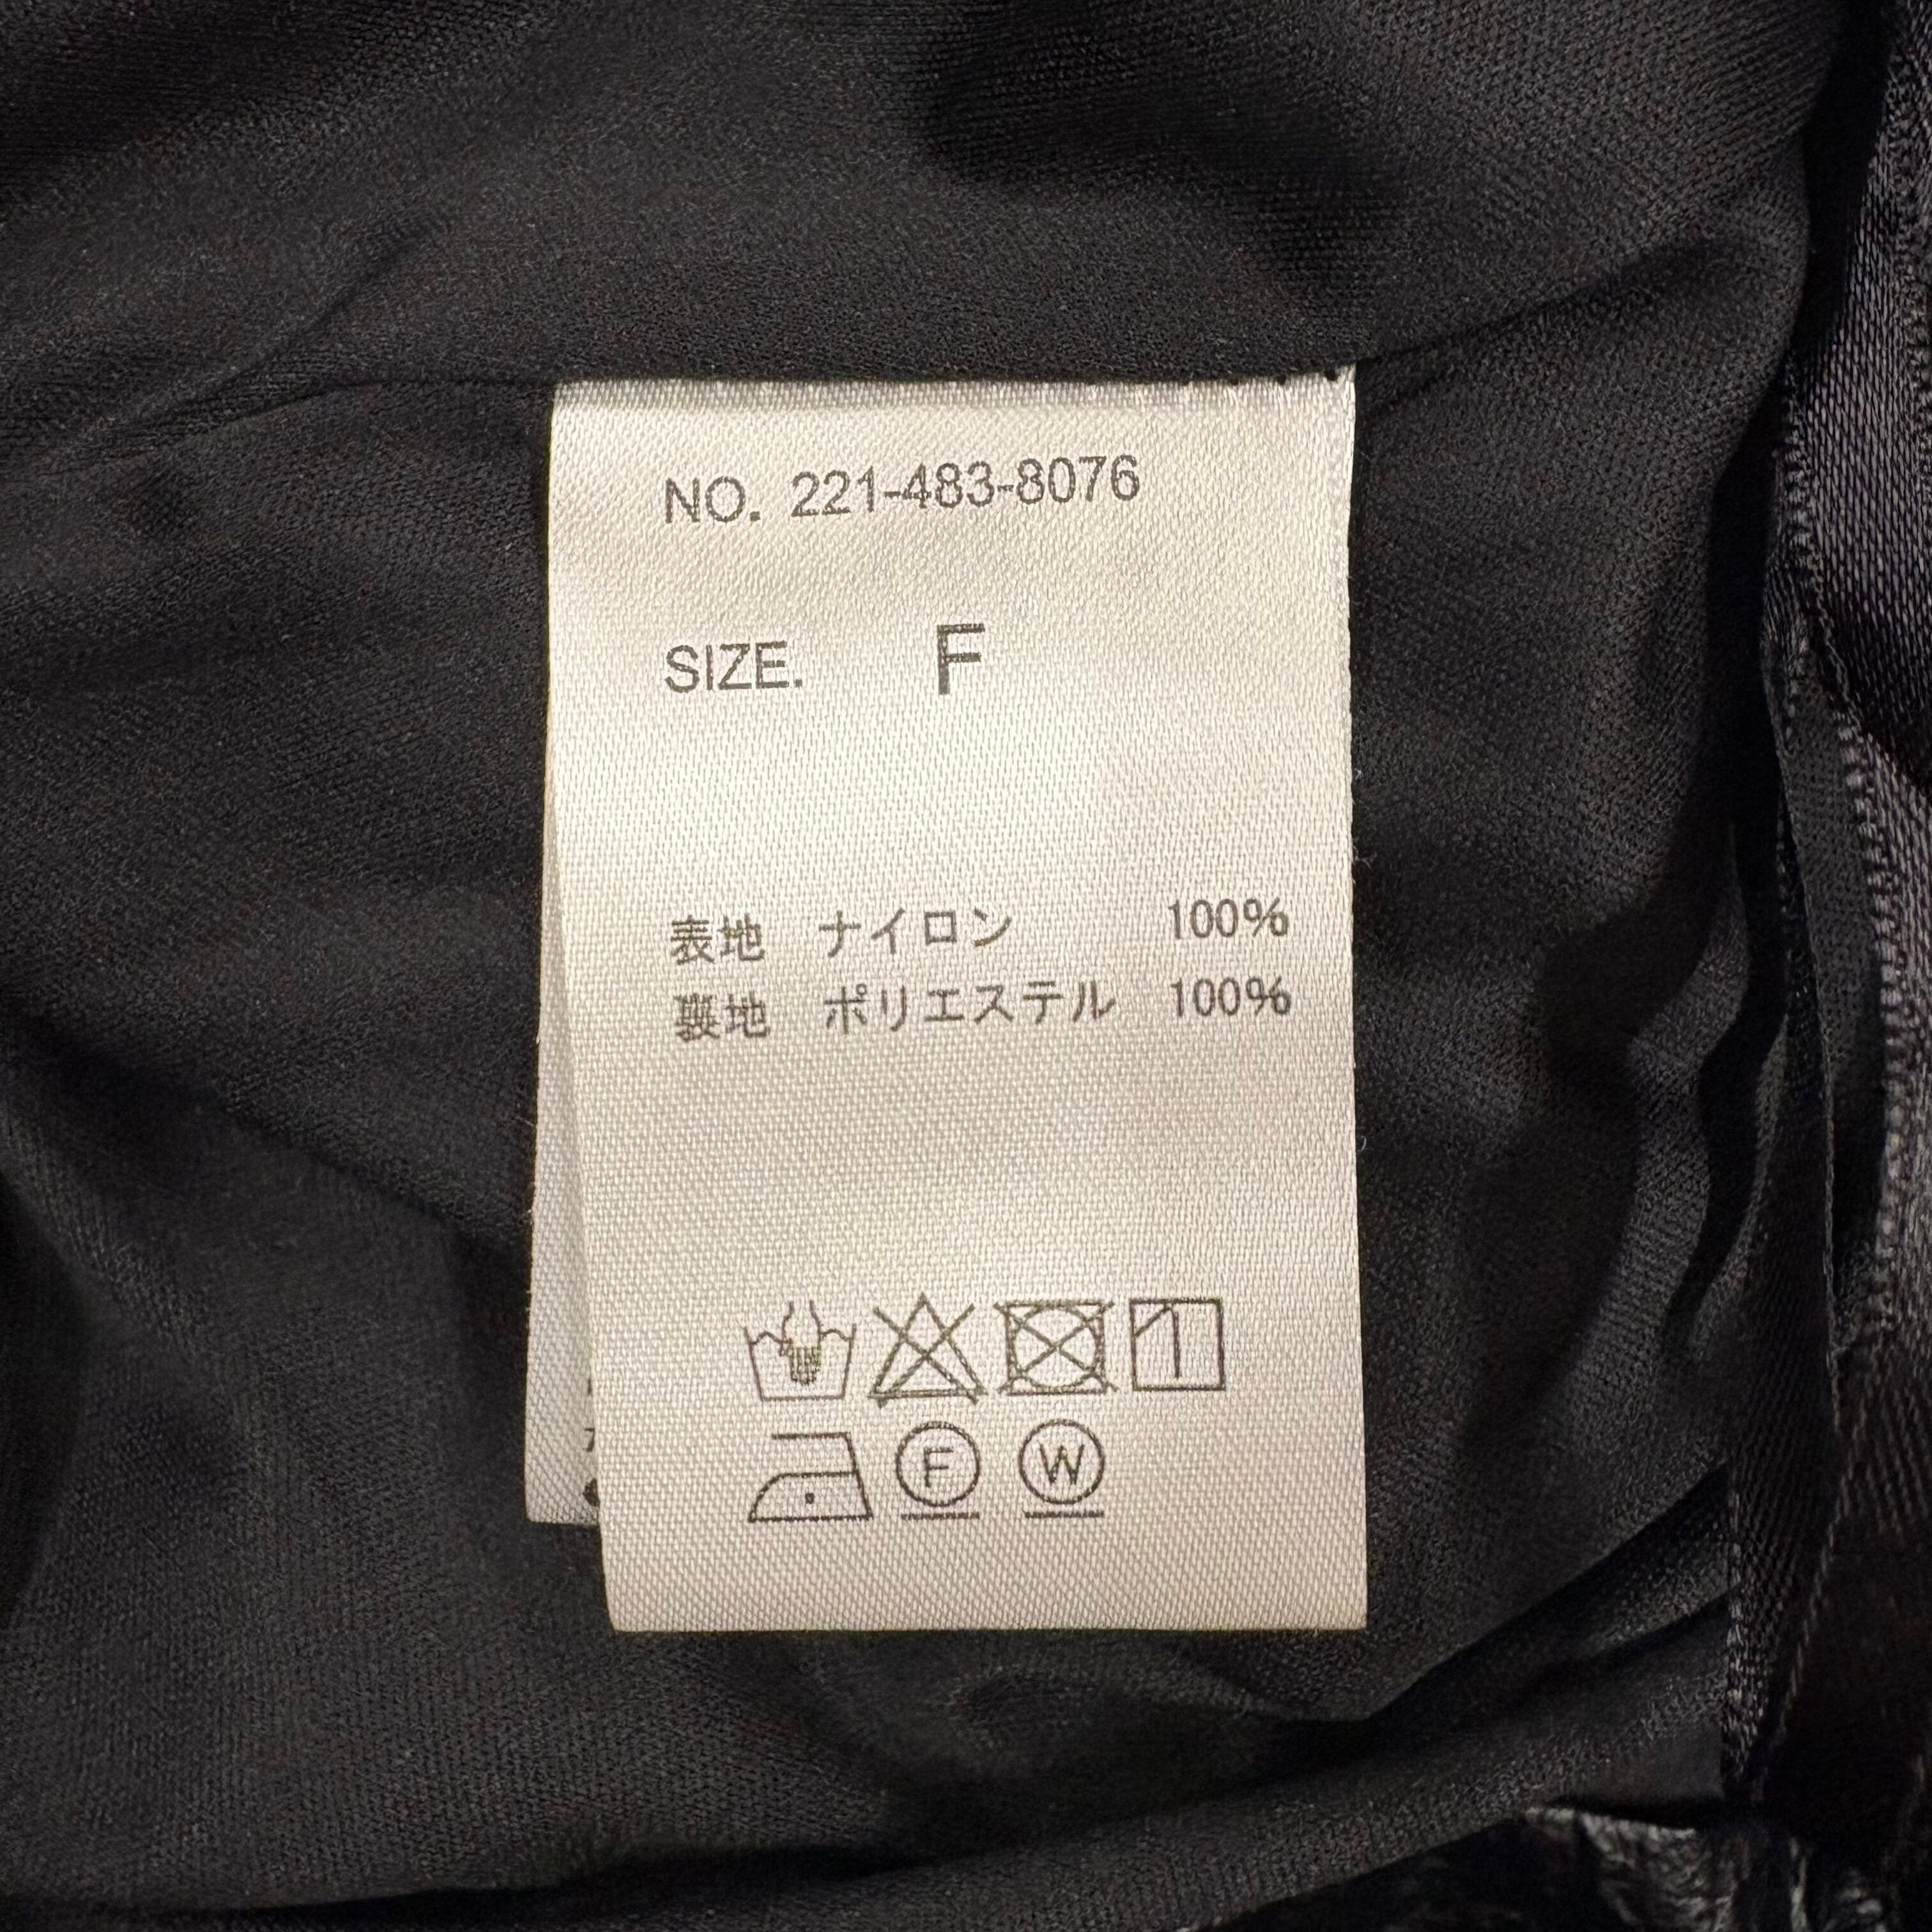 NO. 221-483-8076
SIZE. F
表地 ナイロン 100%
裏地 ポリエステル 100%
F W